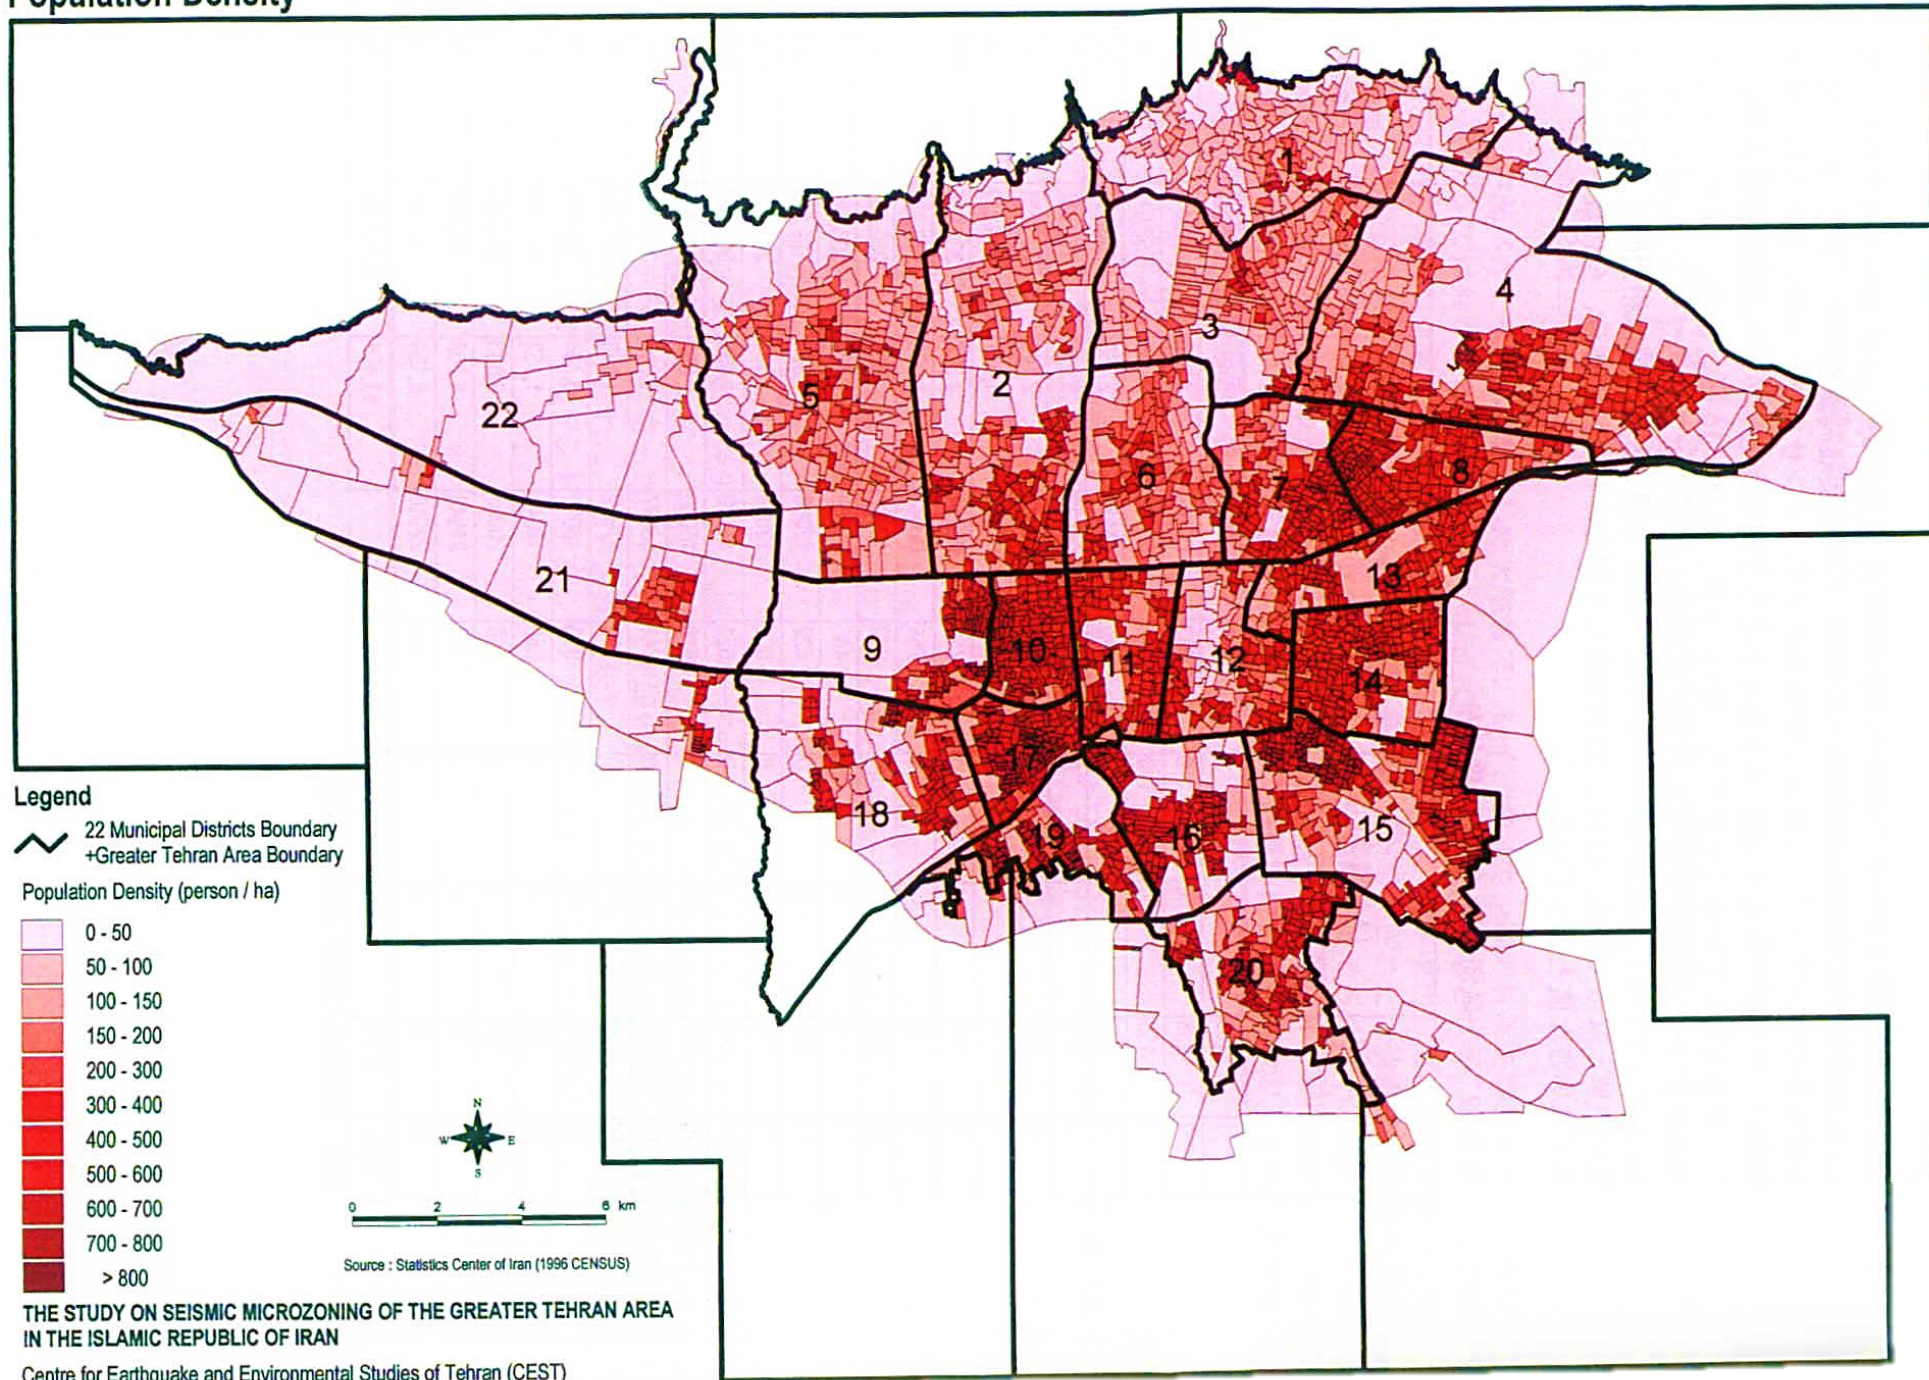 Population Density
1
4
3
5
2
22
6
8
7
21
13
9
10
11
12
14
17
18
19
16
15
20
Legend
22 Municipal Districts Boundary
+Greater Tehran Area Boundary
Population Density (person / ha)
0 - 50
50 - 100
100 - 150
150 - 200
200 - 300
300 - 400
400 - 500
500 - 600
600 - 700
700 - 800
> 800
N
W E
S
0 2 4 6 km
Source : Statistics Center of Iran (1996 CENSUS)
THE STUDY ON SEISMIC MICROZONING OF THE GREATER TEHRAN AREA
IN THE ISLAMIC REPUBLIC OF IRAN
Centre for Earthquake and Environmental Studies of Tehran (CEST)